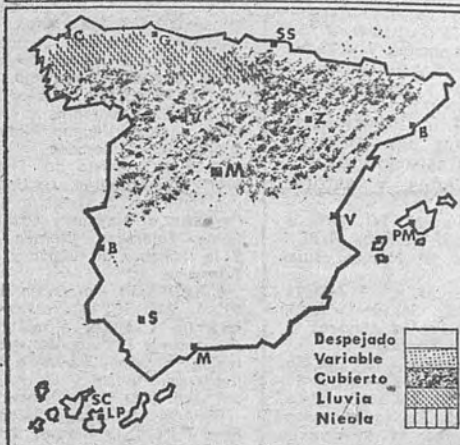 C G SS
V Z B
M
V
PM
B
S
M
SC
LP
Despejado
Variable
Cubierto
Lluvia
Nieola